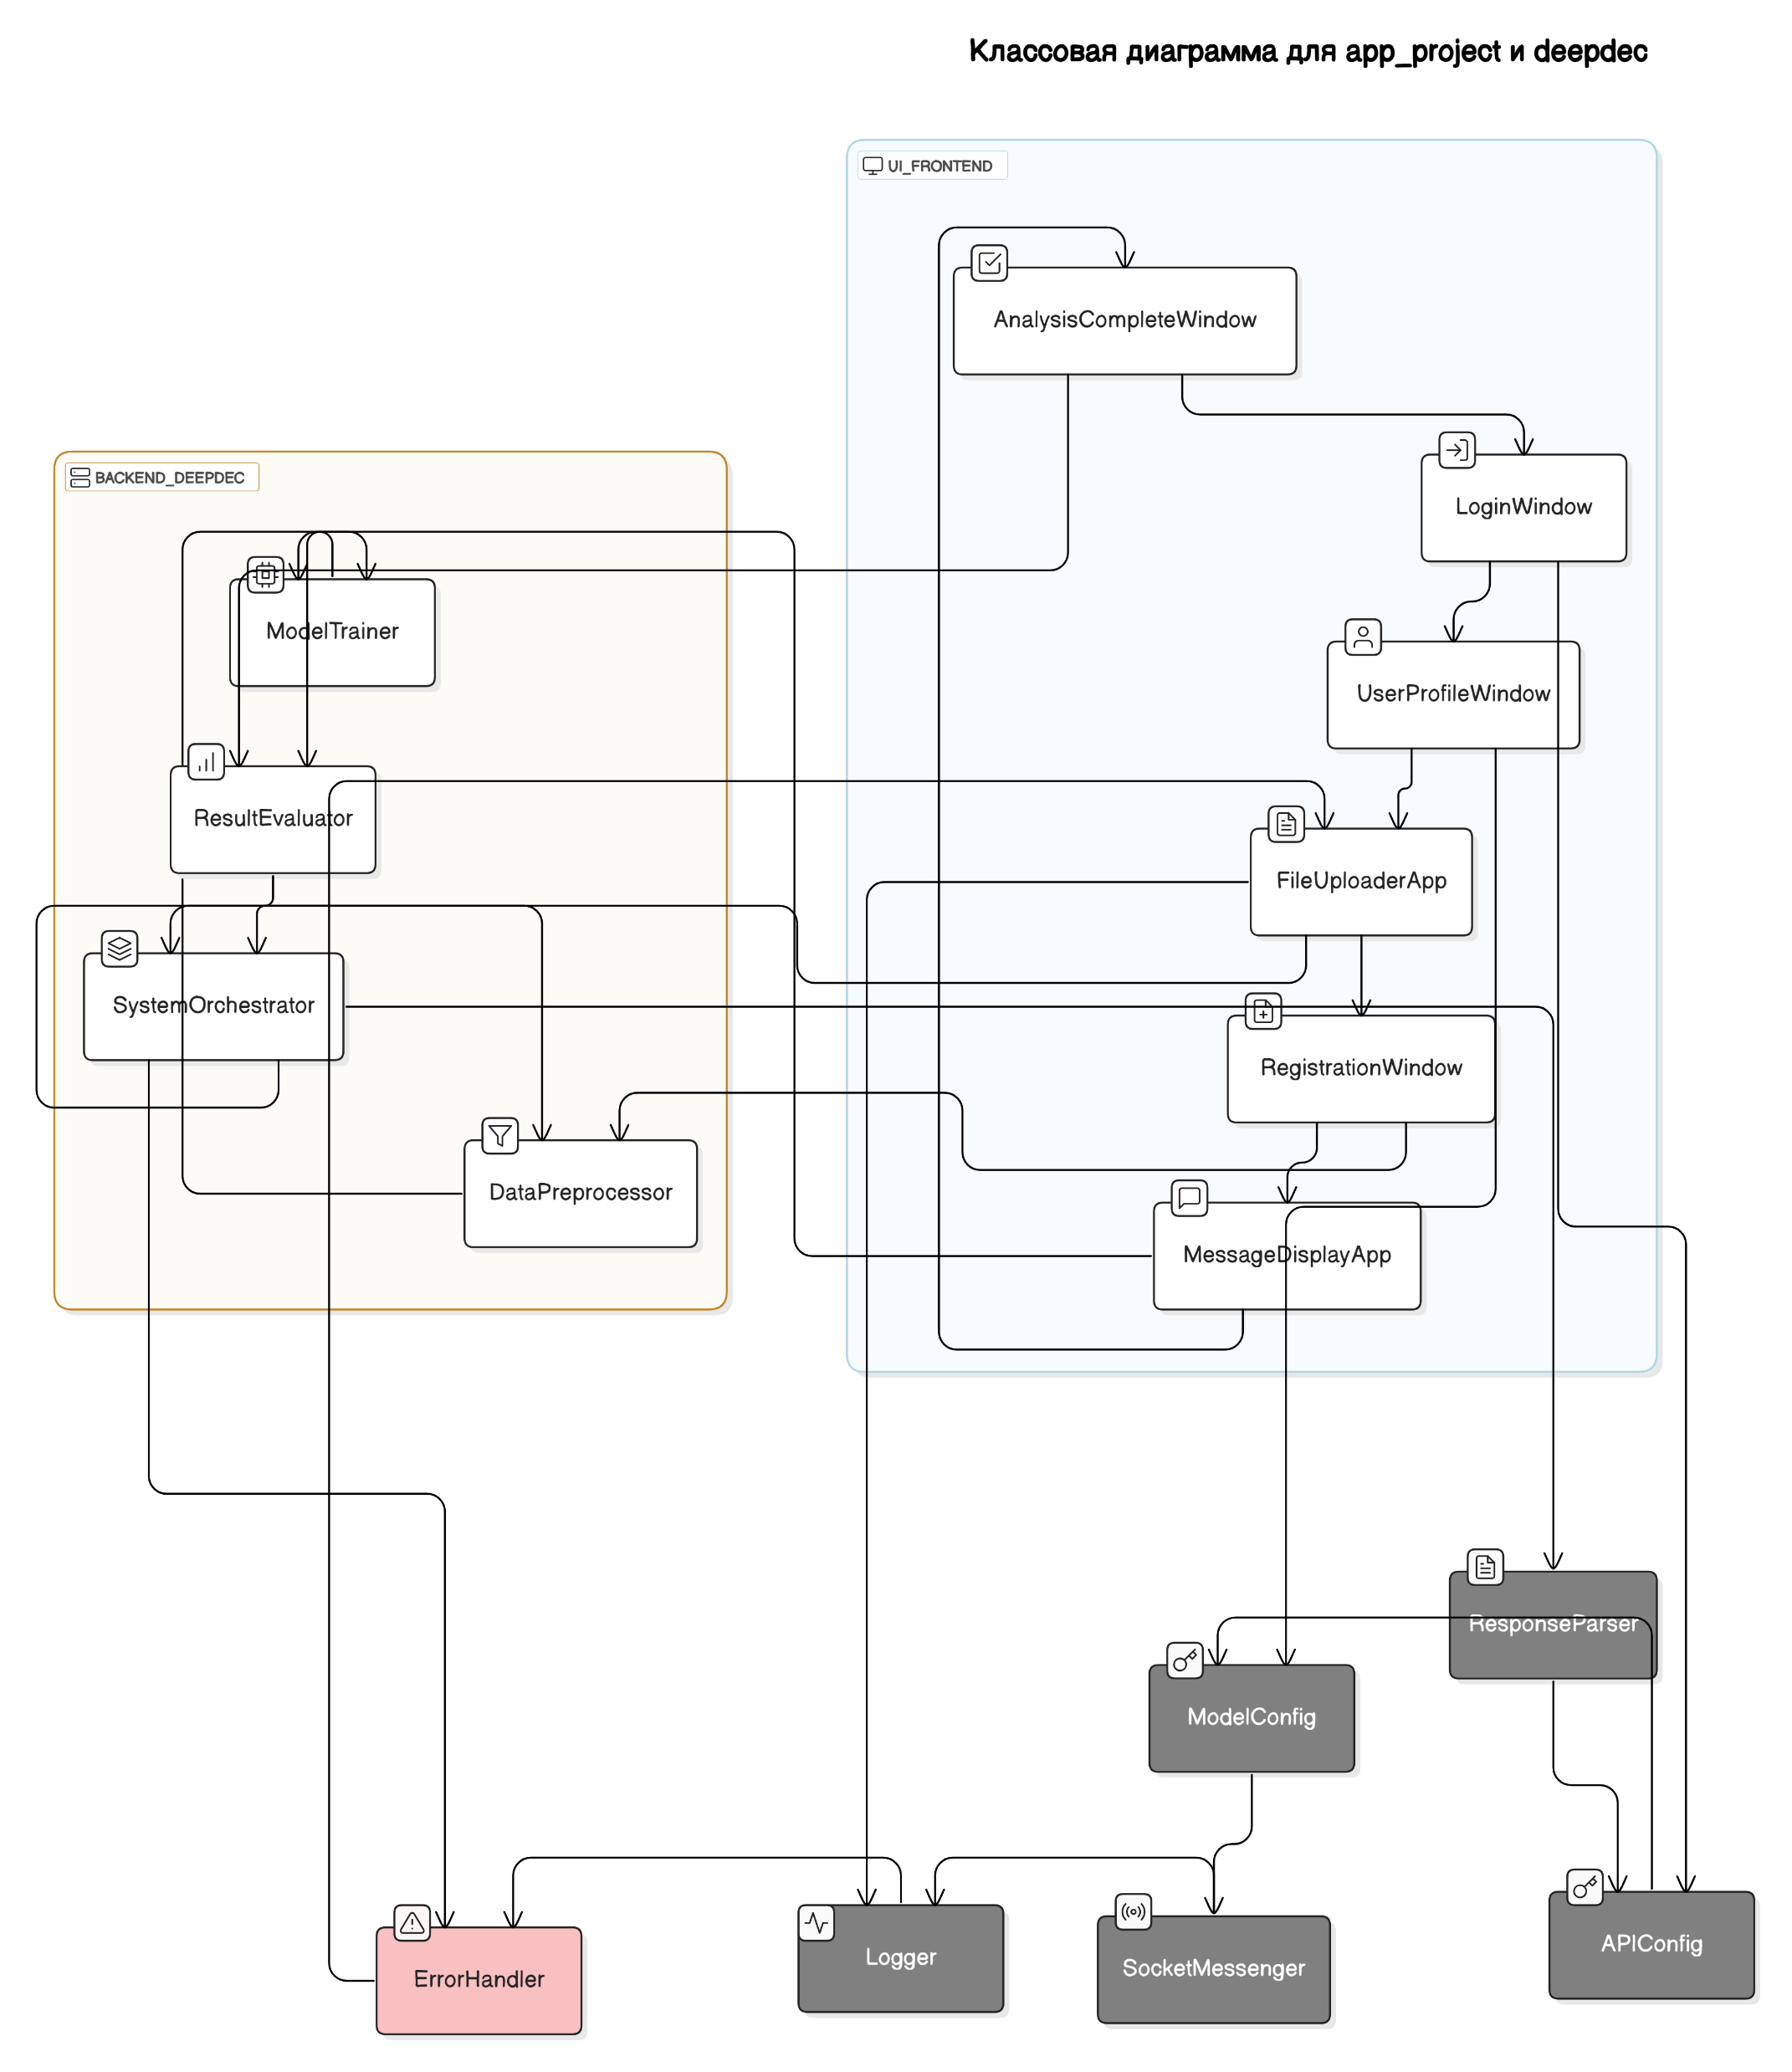 Классовая диаграмма для app_project и deepdec
UI_FRONTEND
AnalysisCompleteWindow
LoginWindow
BACKEND_DEEPDEC
ModelTrainer
UserProfileWindow
ResultEvaluator
FileUploaderApp
SystemOrchestrator
RegistrationWindow
DataPreprocessor
MessageDisplayApp
ResponseParser
ModelConfig
APIConfig
Logger
SocketMessenger
ErrorHandler